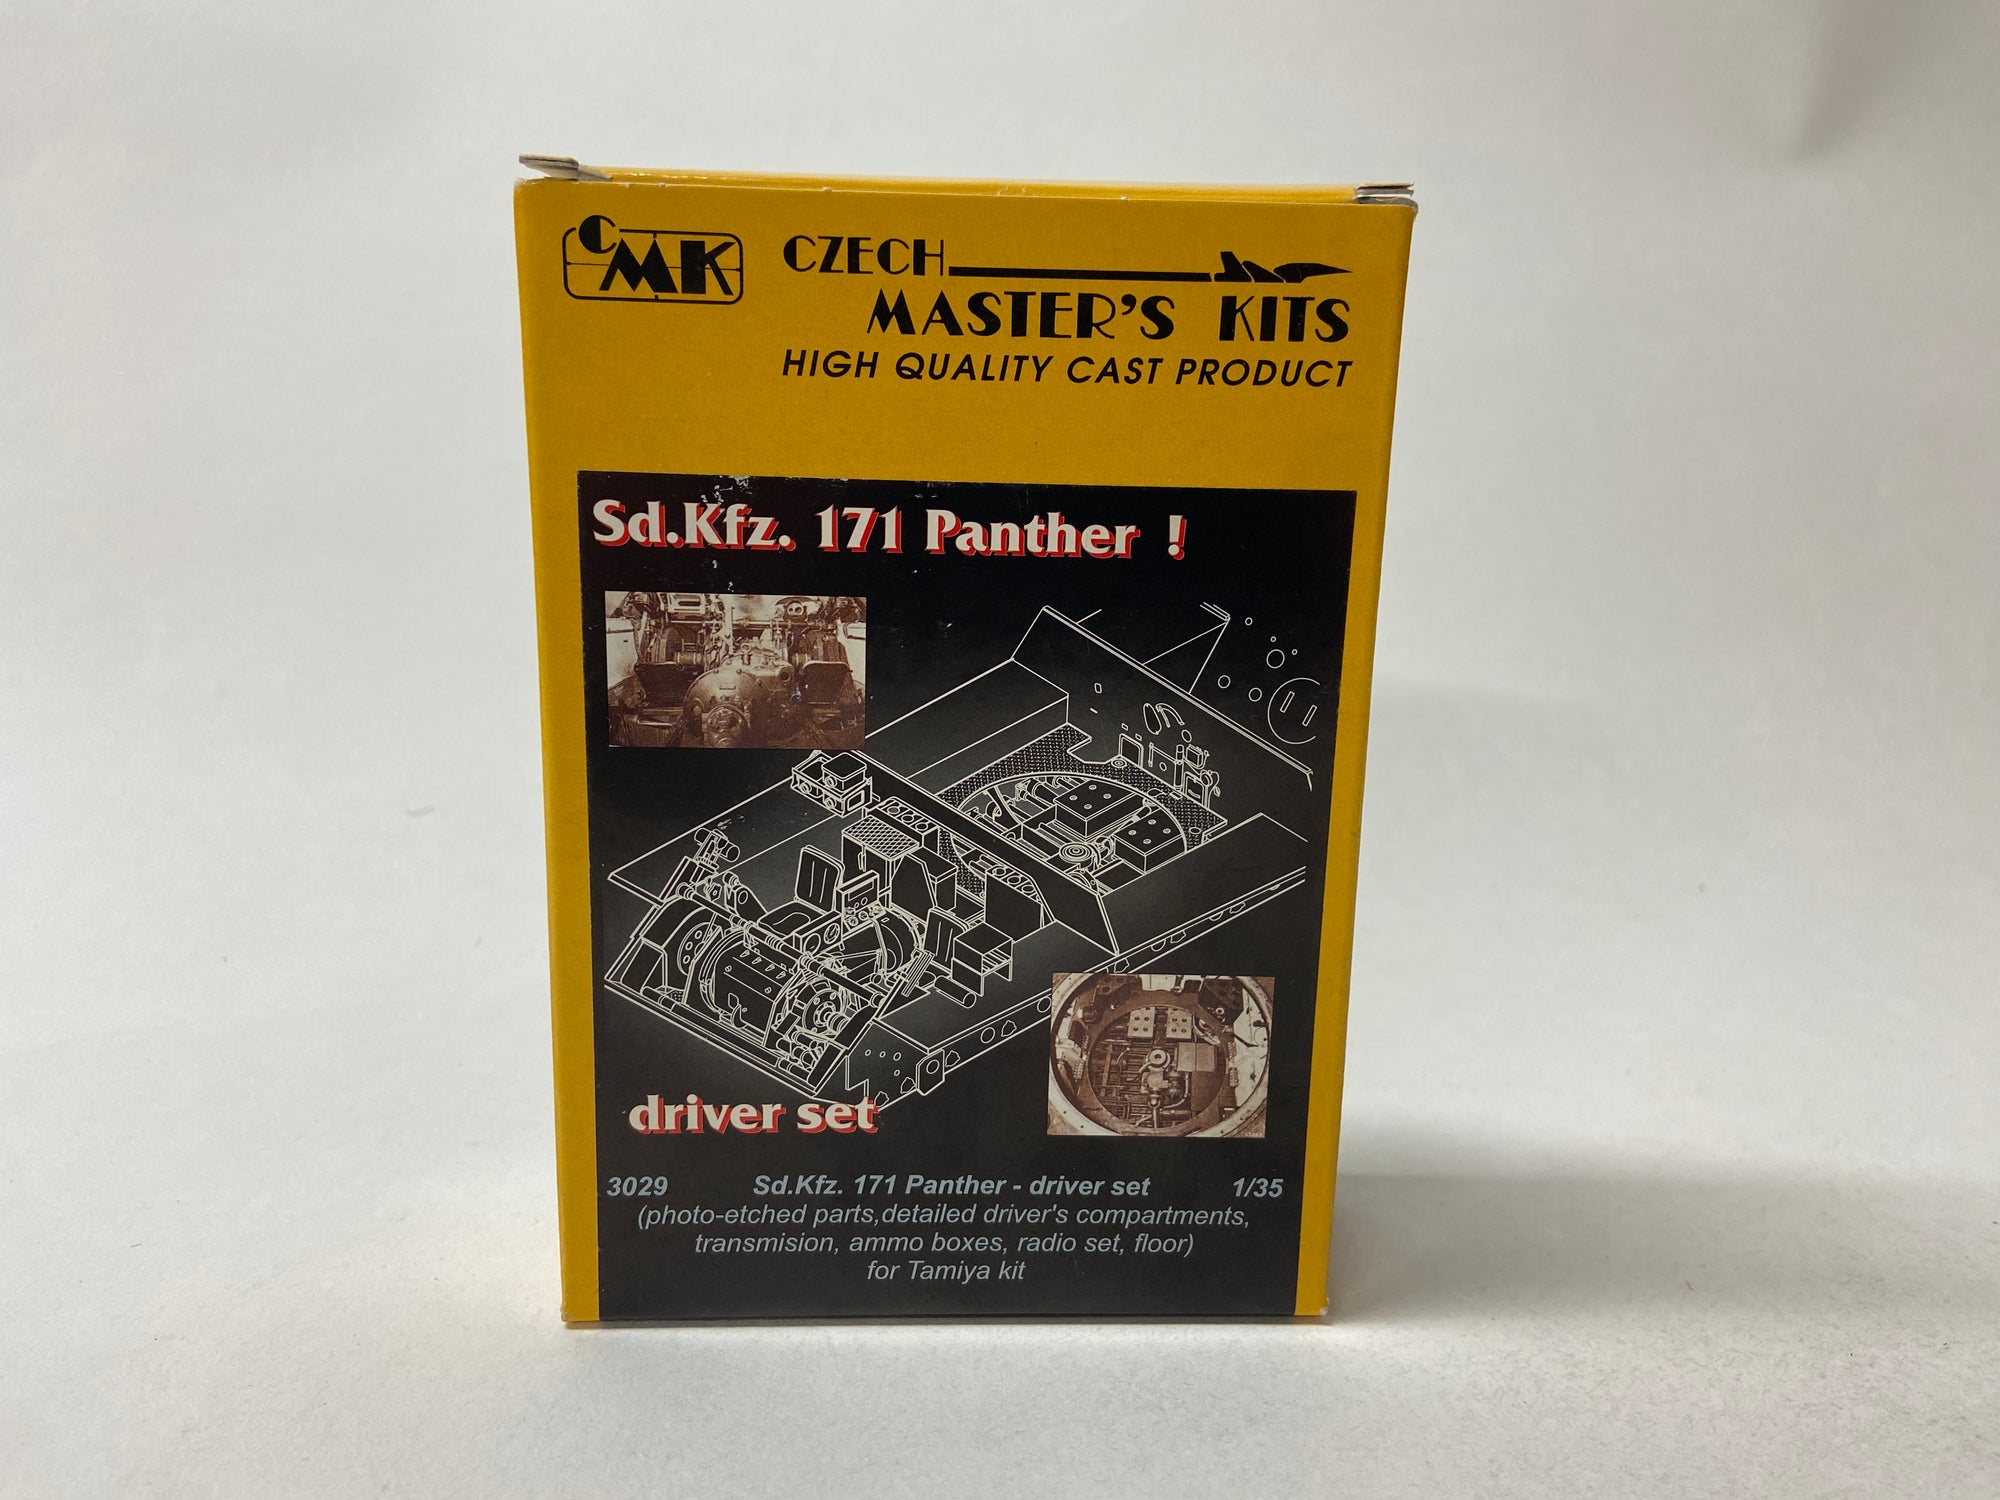 CMK
CZECH
MASTER'S KITS
HIGH QUALITY CAST PRODUCT
Sd.Kfz. 171 Panther !
driver set
3029 Sd.Kfz. 171 Panther - driver set 1/35
(photo-etched parts,detailed driver's compartments,
transmision, ammo boxes, radio set, floor)
for Tamiya kit